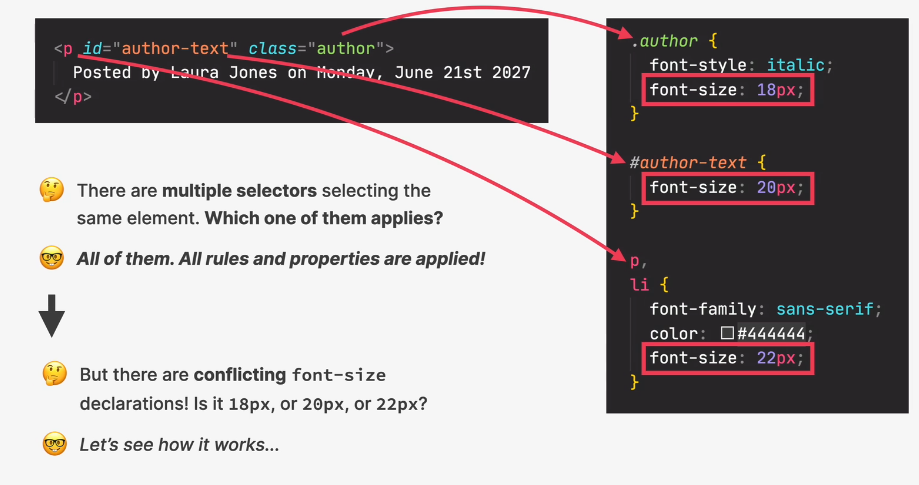 <p id="author-text" class="author">
Posted by Laura Jones on Monday, June 21st 2027
</p>
🤔 There are multiple selectors selecting the
same element. Which one of them applies?
🤓 All of them. All rules and properties are applied!
🤔 But there are conflicting font-size
declarations! Is it 18px, or 20px, or 22px?
🤓 Let's see how it works...
.author {
font-style: italic;
font-size: 18px;
}
#author-text {
font-size: 20px;
}
p,
li {
font-family: sans-serif;
color: #444444;
font-size: 22px;
}